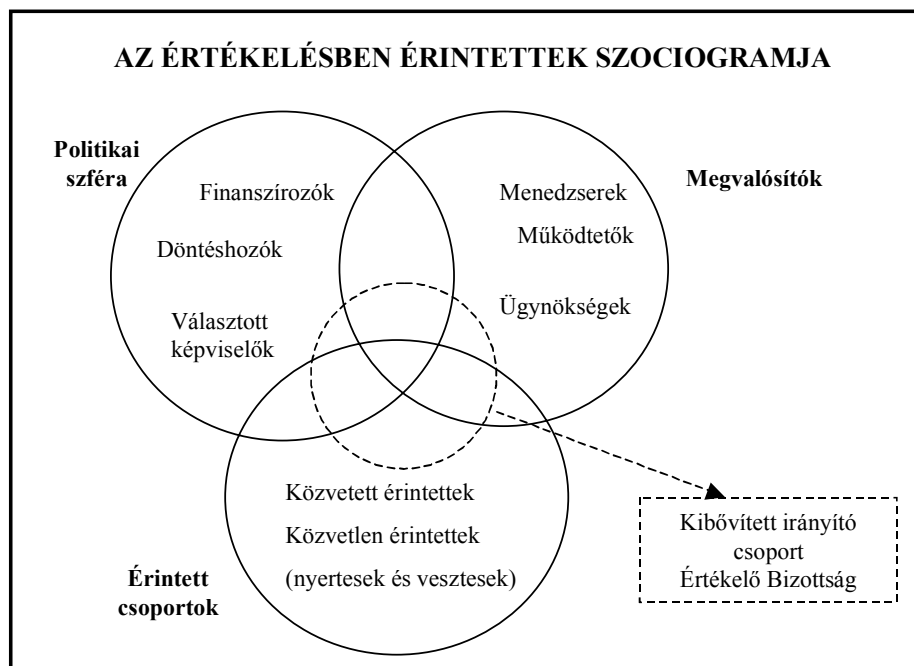 AZ ÉRTÉKELÉSBEN ÉRINTETTEK SZOCIOGRAMJA
Politikai
szféra
Finanszírozók
Döntéshozók
Választott
képviselők
Menedzserek
Működtetők
Ügynökségek
Megvalósítók
Közvetett érintettek
Közvetlen érintettek
(nyertesek és vesztesek)
Érintett
csoportok
Kibővített irányító
csoport
Értékelő Bizottság